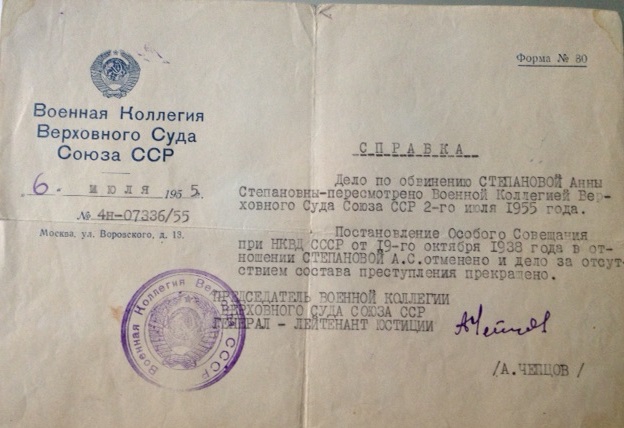 Форма № 30
Военная Коллегия
Верховного Суда
Союза ССР
6. июля 1955.
№ 4н-07336/55
Москва, ул. Воровского, д. 13.
СПРАВКА
Дело по обвинению СТЕПАНОВОЙ Анны
Степановны-пересмотрено Военной Коллегией Вер-
ховного Суда Союза ССР 2-го июля 1955 года.
Постановление Особого Совещания
при НКВД СССР от 19-го октября 1938 года в от-
ношении СТЕПАНОВОЙ А.С.отменено и дело за отсут-
ствием состава преступления прекращено.
ПРЕДСЕДАТЕЛЬ ВОЕННОЙ КОЛЛЕГИИ
ВЕРХОВНОГО СУДА СОЮЗА ССР
ГЕНЕРАЛ - ЛЕЙТЕНАНТ ЮСТИЦИИ
АЧепцов
/А.ЧЕПЦОВ /
Военная Коллегия
СССР